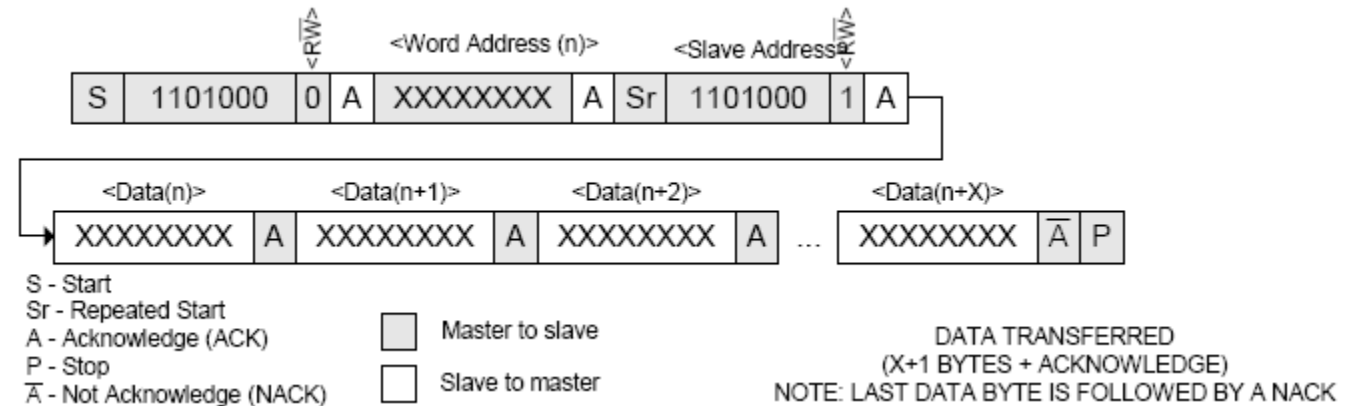 <RW̅>
<Word Address (n)>
<Slave Address>
<RW̅>
S 1101000 0 A XXXXXXXX A Sr 1101000 1 A
<Data(n)> <Data(n+1)> <Data(n+2)> <Data(n+X)>
XXXXXXXX A XXXXXXXX A XXXXXXXX A ... XXXXXXXX A̅ P
S - Start
Sr - Repeated Start
A - Acknowledge (ACK)
P - Stop
A̅ - Not Acknowledge (NACK)
Master to slave
Slave to master
DATA TRANSFERRED
(X+1 BYTES + ACKNOWLEDGE)
NOTE: LAST DATA BYTE IS FOLLOWED BY A NACK